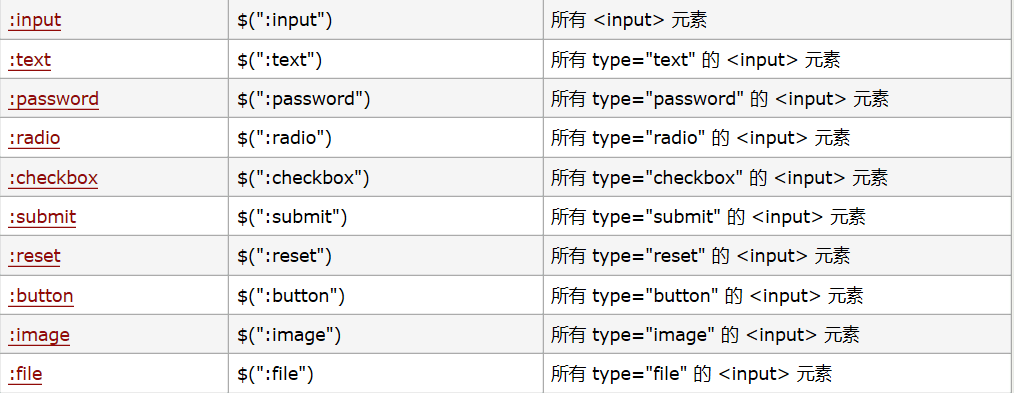 :input $(":input") 所有 <input> 元素
:text $(":text") 所有 type="text" 的 <input> 元素
:password $(":password") 所有 type="password" 的 <input> 元素
:radio $(":radio") 所有 type="radio" 的 <input> 元素
:checkbox $(":checkbox") 所有 type="checkbox" 的 <input> 元素
:submit $(":submit") 所有 type="submit" 的 <input> 元素
:reset $(":reset") 所有 type="reset" 的 <input> 元素
:button $(":button") 所有 type="button" 的 <input> 元素
:image $(":image") 所有 type="image" 的 <input> 元素
:file $(":file") 所有 type="file" 的 <input> 元素